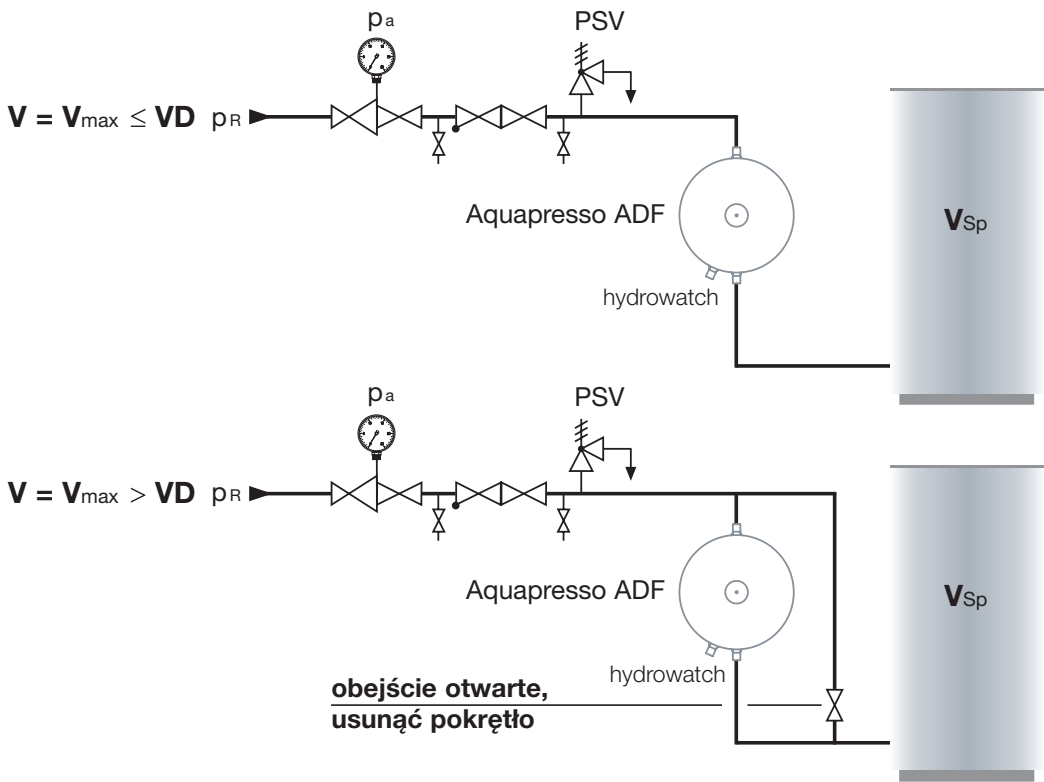 pa
PSV
V = Vmax ≤ VD pR
Aquapresso ADF
VSp
hydrowatch
pa
PSV
V = Vmax > VD pR
Aquapresso ADF
VSp
hydrowatch
obejście otwarte,
usunąć pokrętło